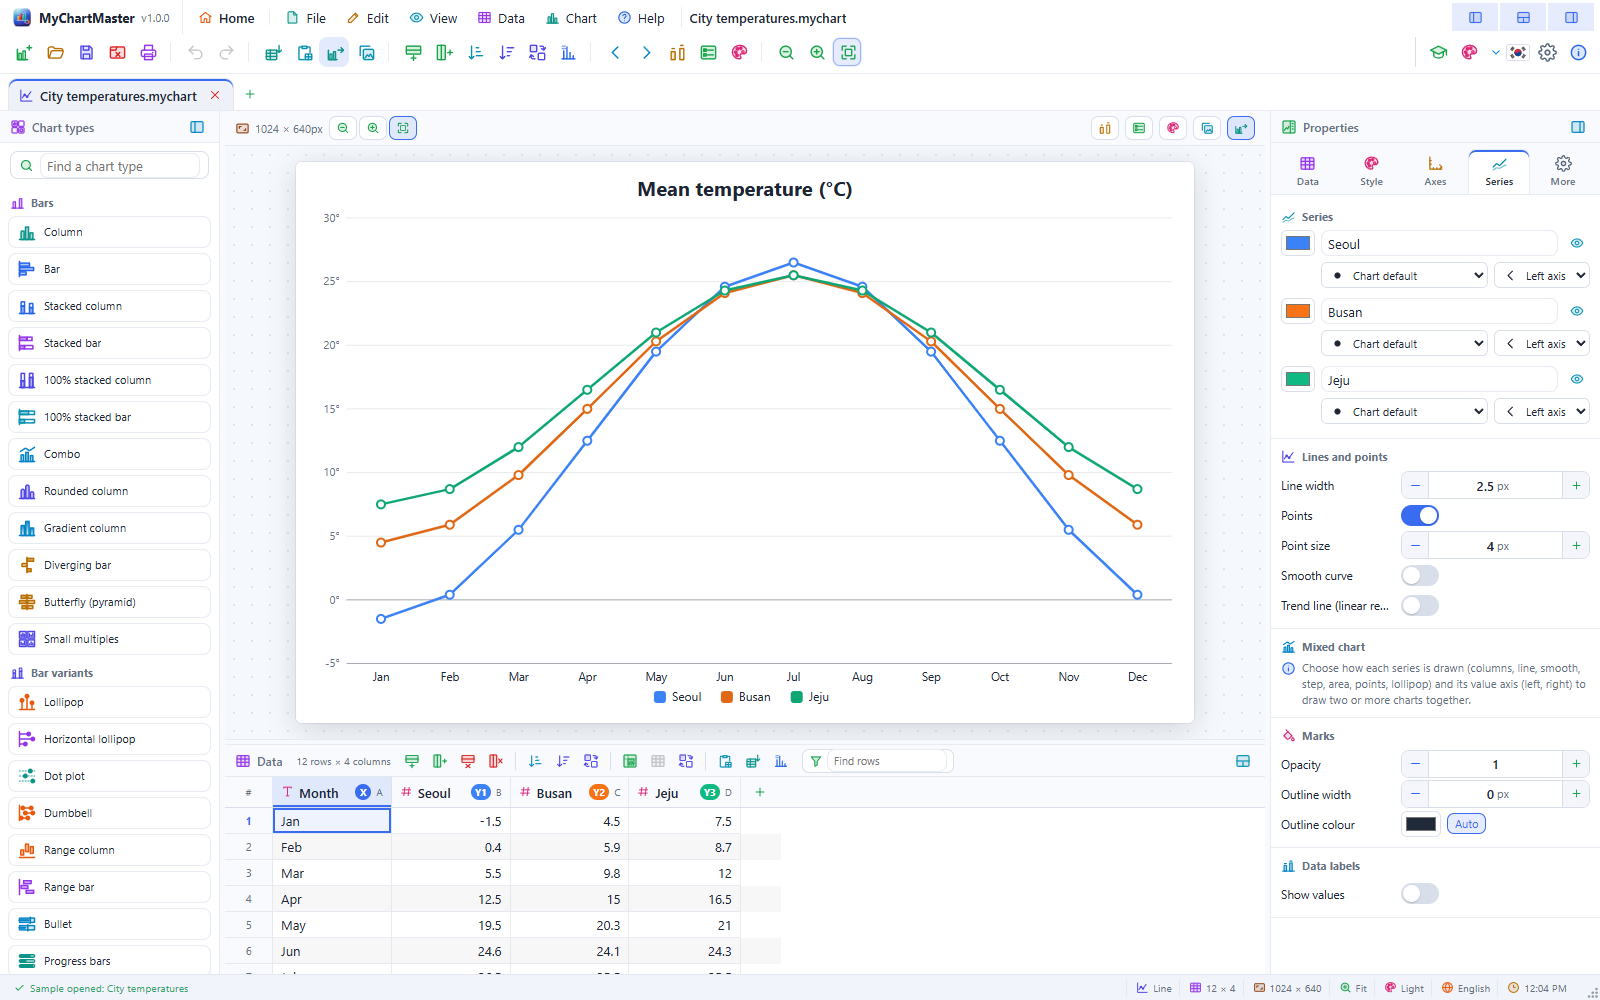 MyChartMaster v1.0.0
Home File Edit View Data Chart Help City temperatures.mychart
City temperatures.mychart
Chart types
Find a chart type
Bars
Column
Bar
Stacked column
Stacked bar
100% stacked column
100% stacked bar
Combo
Rounded column
Gradient column
Diverging bar
Butterfly (pyramid)
Small multiples
Bar variants
Lollipop
Horizontal lollipop
Dot plot
Dumbbell
Range column
Range bar
Bullet
Progress bars
1024 × 640px
Mean temperature (°C)
30°
25°
20°
15°
10°
5°
0°
-5°
Jan Feb Mar Apr May Jun Jul Aug Sep Oct Nov Dec
Seoul Busan Jeju
Data 12 rows × 4 columns Find rows
# Month X A Seoul Y1 B Busan Y2 C Jeju Y3 D
1 Jan -1.5 4.5 7.5
2 Feb 0.4 5.9 8.7
3 Mar 5.5 9.8 12
4 Apr 12.5 15 16.5
5 May 19.5 20.3 21
6 Jun 24.6 24.1 24.3
Properties
Data Style Axes Series More
Series
Seoul
Chart default Left axis
Busan
Chart default Left axis
Jeju
Chart default Left axis
Lines and points
Line width 2.5 px
Points
Point size 4 px
Smooth curve
Trend line (linear re...
Mixed chart
Choose how each series is drawn (columns, line, smooth,
step, area, points, lollipop) and its value axis (left, right) to
draw two or more charts together.
Marks
Opacity 1
Outline width 0 px
Outline colour Auto
Data labels
Show values
Sample opened: City temperatures
Line 12 × 4 1024 × 640 Fit Light English 12:04 PM